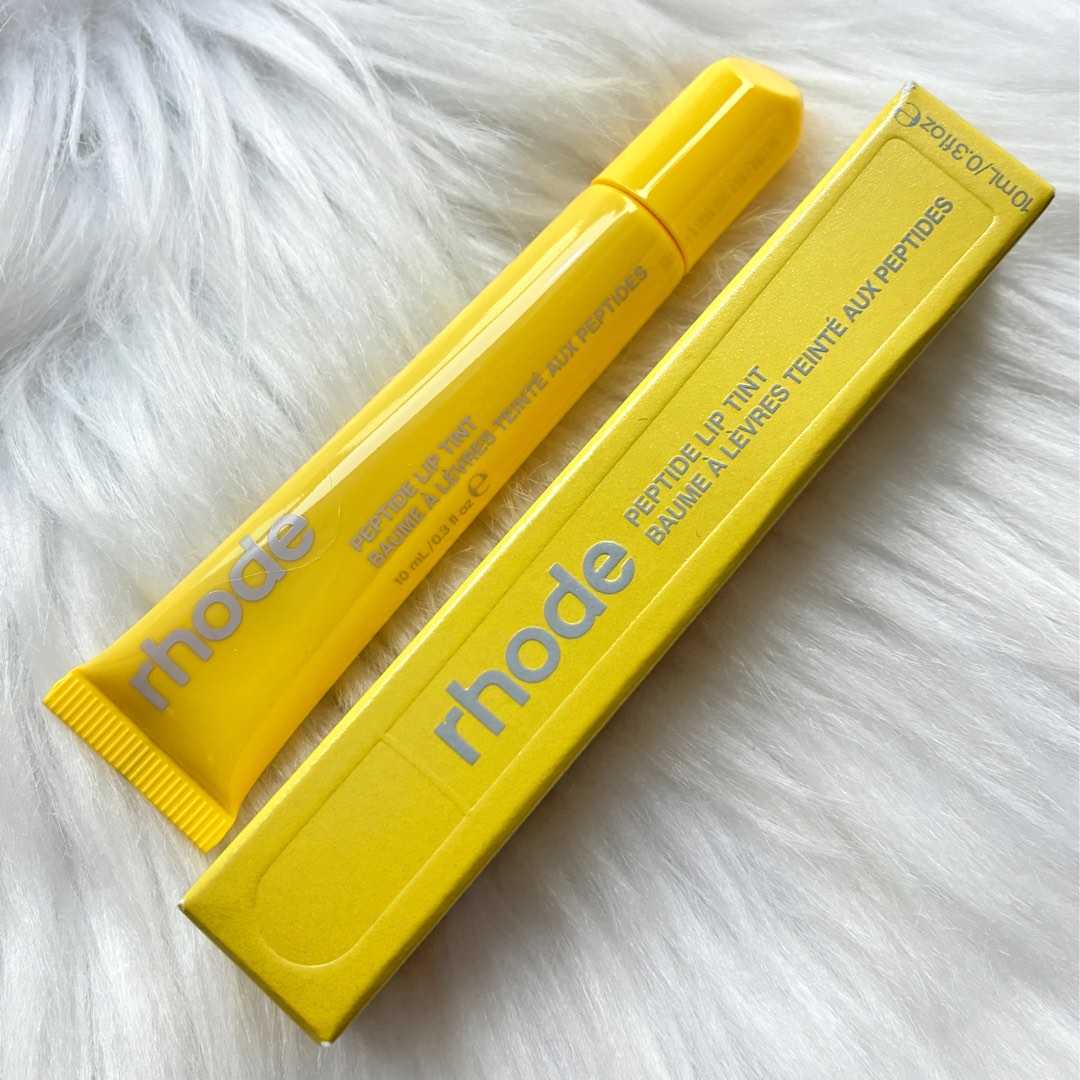 rhode
PEPTIDE LIP TINT
BAUME À LÈVRES TEINTÉ AUX PEPTIDES
10 mL/0.3 fl oz ℮
rhode
PEPTIDE LIP TINT
BAUME À LÈVRES TEINTÉ AUX PEPTIDES
10mL/0.3floz℮